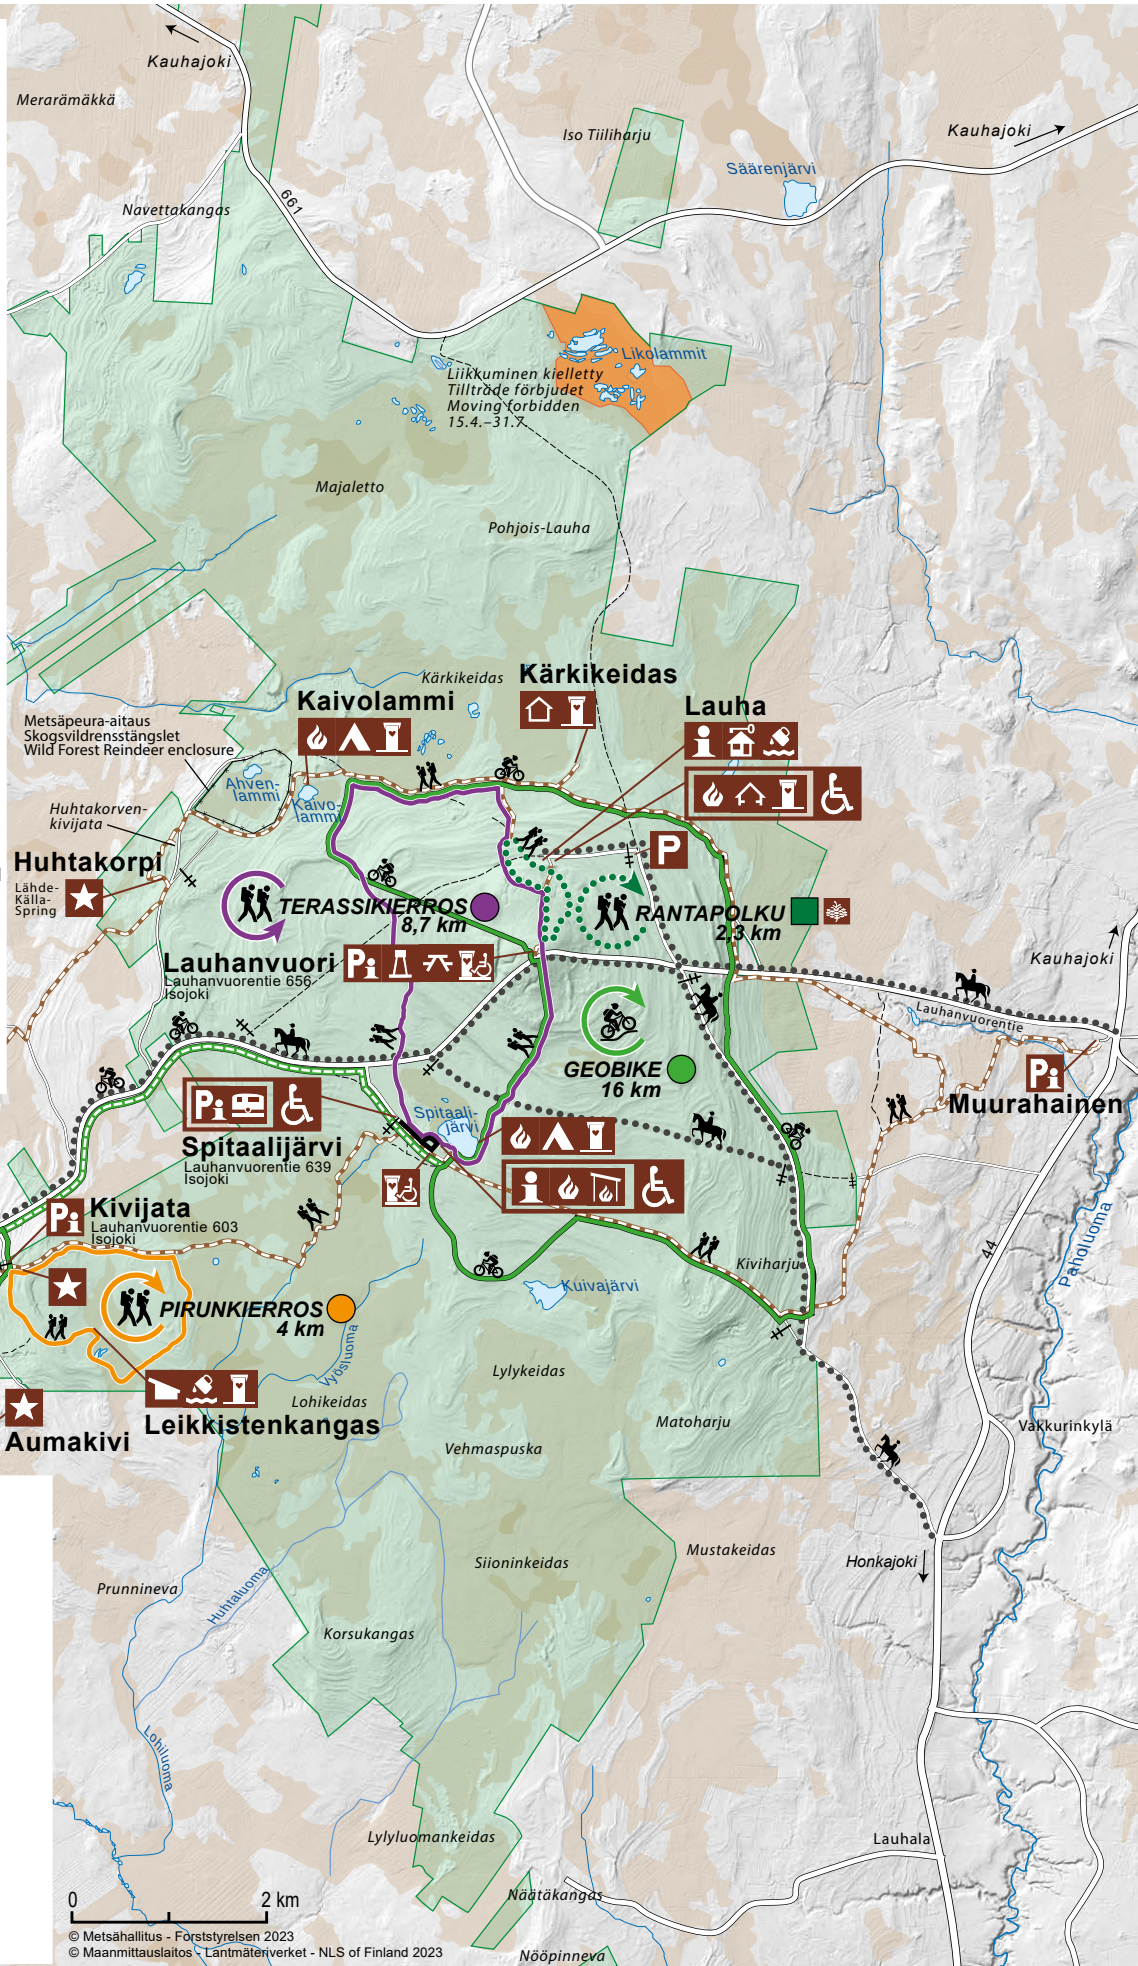 Kauhajoki
Merarämäkkä
Iso Tiiliharju
Kauhajoki
Säärenjärvi
661
Navettakangas
Likolammit
Liikkuminen kielletty
Tillträde förbjudet
Moving forbidden
15.4.–31.7.
Majaletto
Pohjois-Lauha
Kärkikeidas
Kärkikeidas
Kaivolammi
Lauha
Metsäpeura-aitaus
Skogsvildrensstängslet
Wild Forest Reindeer enclosure
Ahven-
lammi
Kaivo-
lammi
Huhtakorven-
kivijata
P
Huhtakorpi
Lähde-
Källa-
Spring
TERASSIKIERROS
8,7 km
RANTAPOLKU
2,3 km
Lauhanvuori
Lauhanvuorentie 656
Isojoki
Pi
Kauhajoki
Lauhanvuorentie
GEOBIKE
16 km
Pi
Muurahainen
Spitaali-
järvi
Pi
P
Spitaalijärvi
Lauhanvuorentie 639
Isojoki
Pi
Kivijata
Lauhanvuorentie 603
Isojoki
Kiviharju
44
Paholuoma
Kuivajärvi
PIRUNKIERROS
4 km
Vyösluoma
Lylykeidas
Lohikeidas
Leikkistenkangas
Aumakivi
Matoharju
Vakkurinkylä
Vehmaspuska
Siioninkeidas
Mustakeidas
Honkajoki
Prunnineva
Huhtaluoma
Korsukangas
Lohiluoma
Lylyluomankeidas
Lauhala
Näätäkangas
0 2 km
© Metsähallitus - Forststyrelsen 2023
© Maanmittauslaitos - Lantmäteriverket - NLS of Finland 2023
Nööpinneva